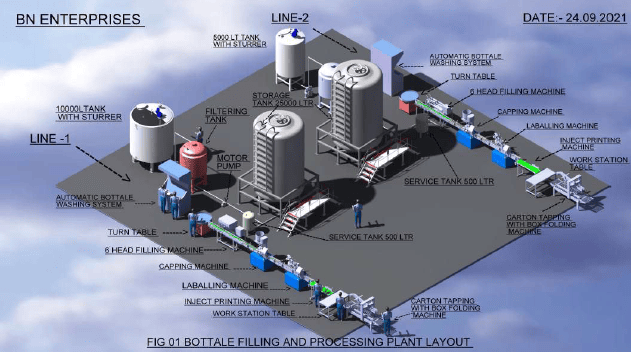 BN ENTERPRISES
LINE-2
DATE:- 24.09.2021
5000 LT TANK
WITH STURRER
AUTOMATIC BOTTALE
WASHING SYSTEM
TURN TABLE
6 HEAD FILLING MACHINE
CAPPING MACHINE
LABALLING MACHINE
INJECT PRINTING
MACHINE
WORK STATION
TABLE
10000LTANK
WITH STURRER
STORAGE
TANK 25000 LTR
FILTERING
TANK
LINE -1
MOTOR
PUMP
SERVICE TANK 500 LTR
AUTOMATIC BOTTALE
WASHING SYSTEM
CARTON TAPPING
WITH BOX FOLDING
MACHINE
TURN TABLE
SERVICE TANK 500 LTR
6 HEAD FILLING MACHINE
CAPPING MACHINE
LABALLING MACHINE
INJECT PRINTING MACHINE
WORK STATION TABLE
CARTON TAPPING
WITH BOX FOLDING
MACHINE
FIG 01 BOTTALE FILLING AND PROCESSING PLANT LAYOUT